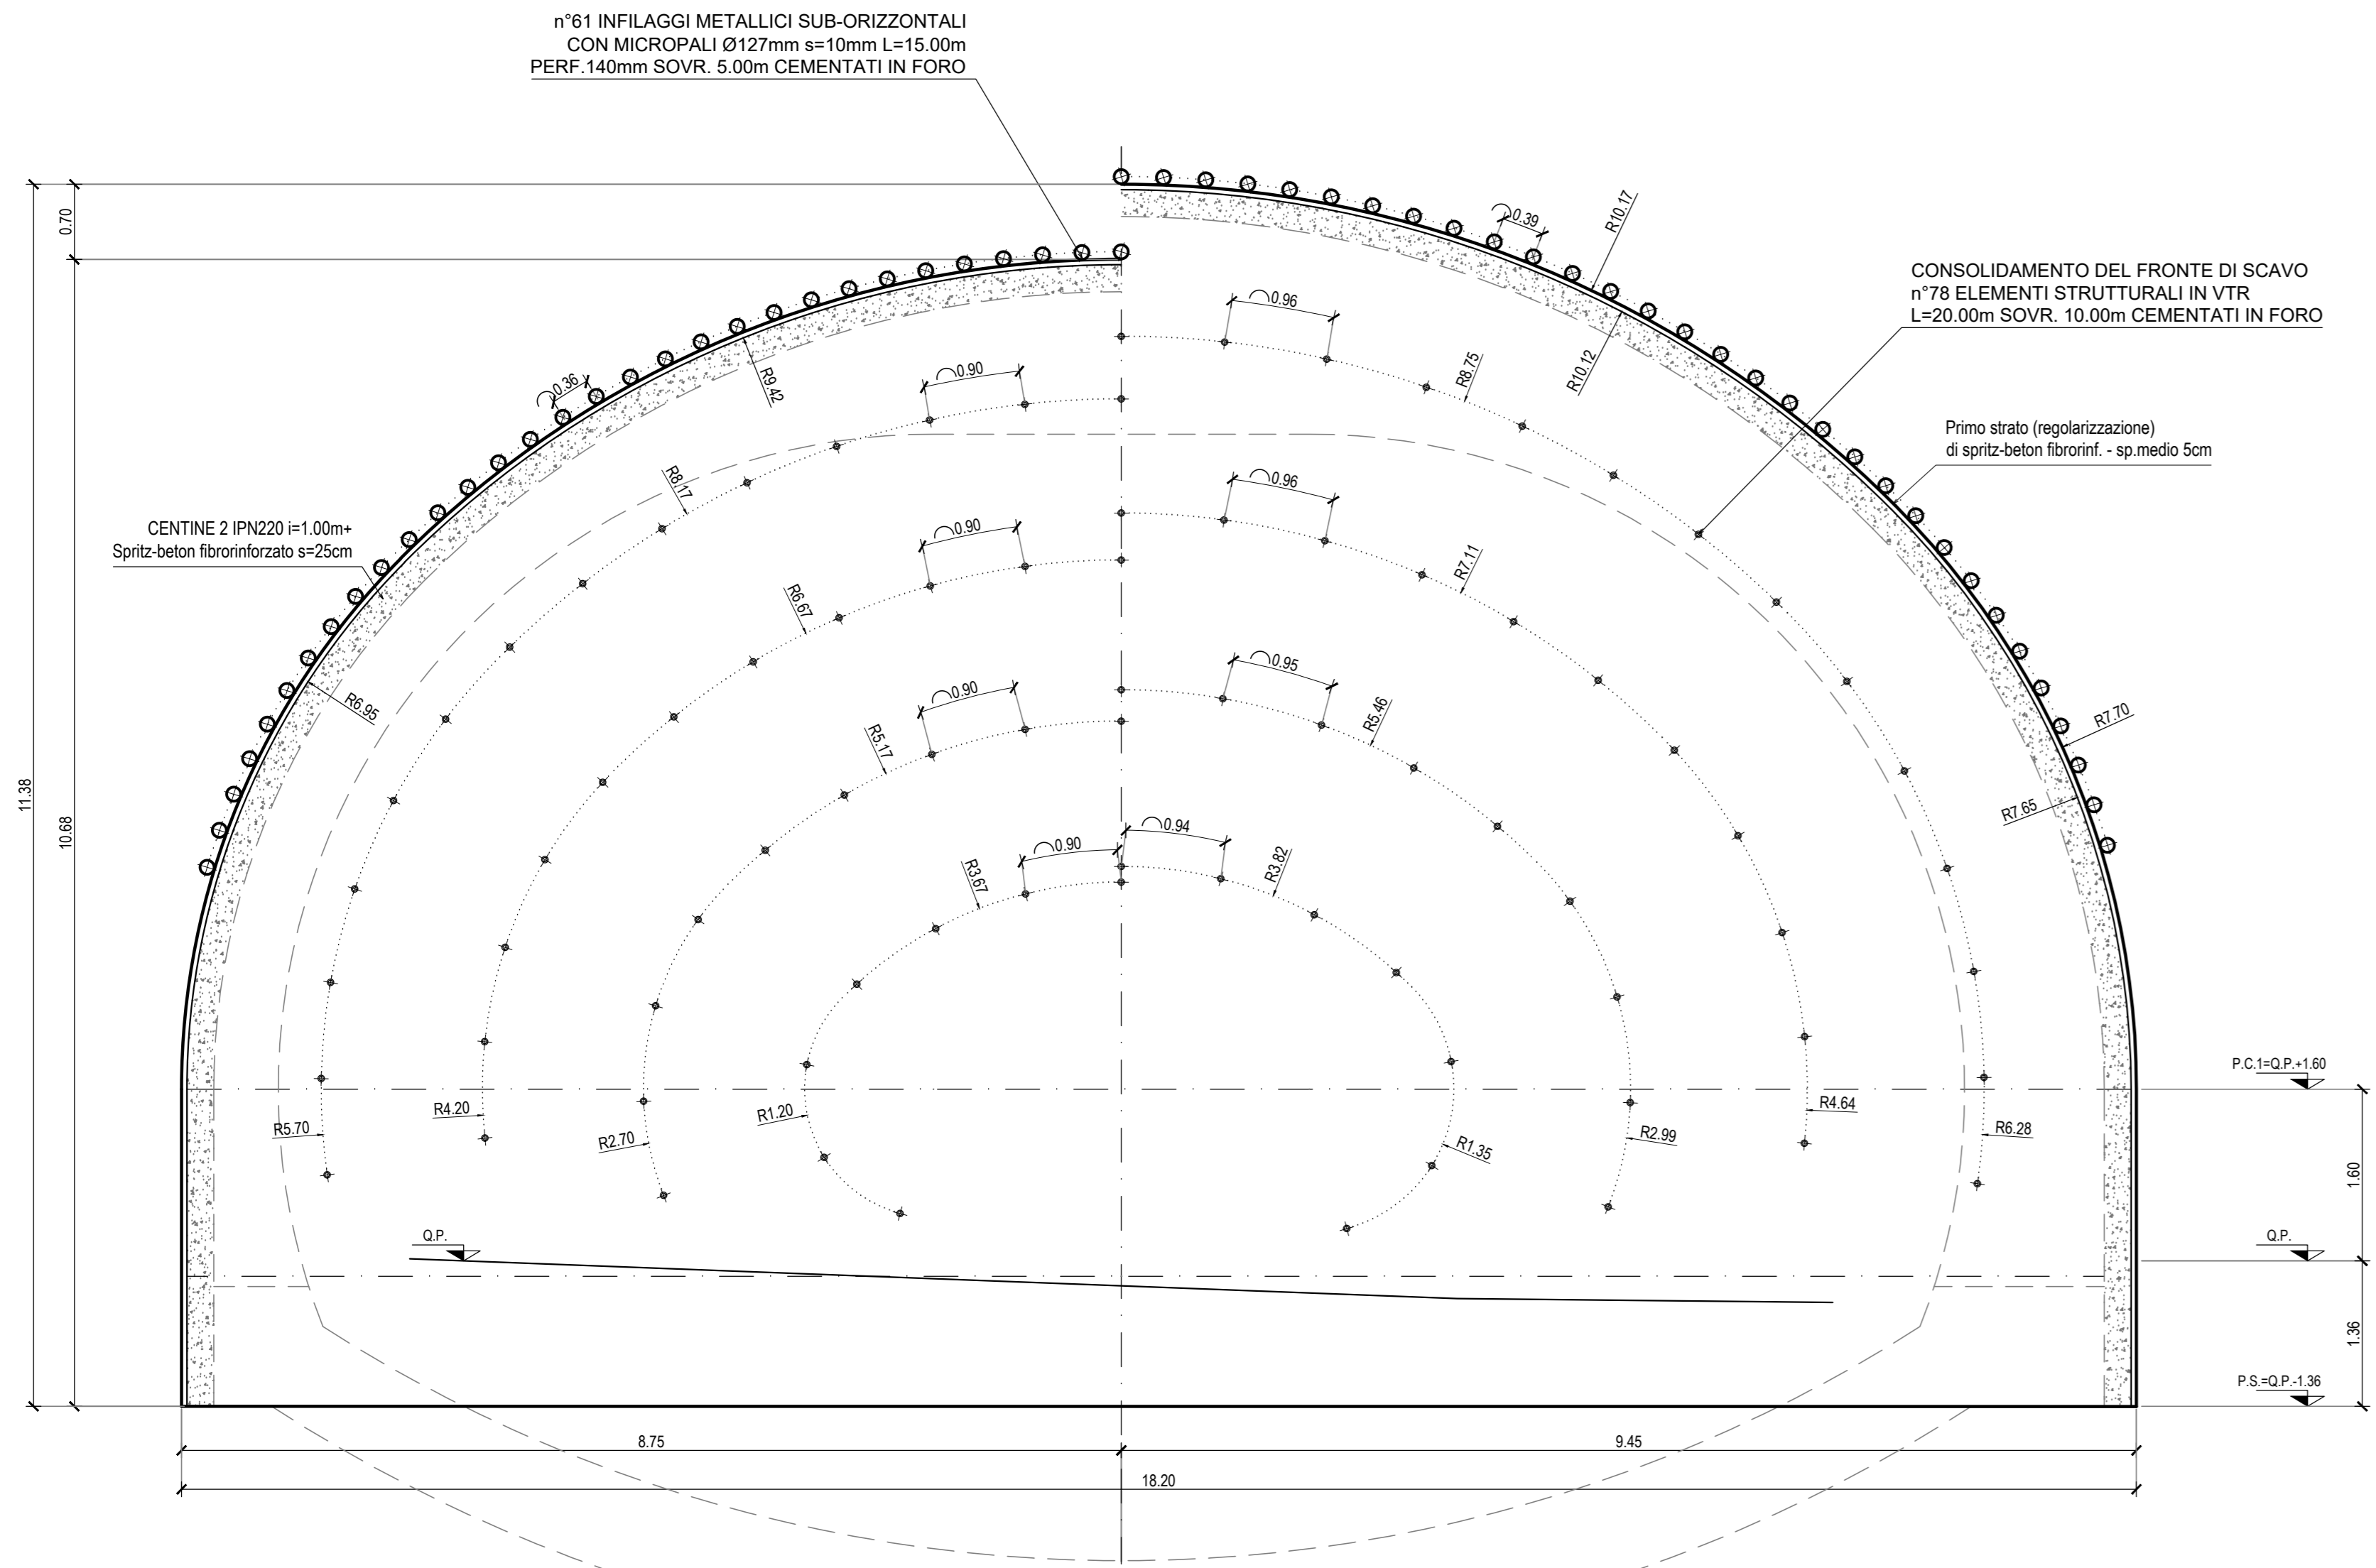 n°61 INFILAGGI METALLICI SUB-ORIZZONTALI
CON MICROPALI Ø127mm s=10mm L=15.00m
PERF.140mm SOVR. 5.00m CEMENTATI IN FORO
0.70
11.38
10.68
0.39
R10.17
CONSOLIDAMENTO DEL FRONTE DI SCAVO
n°78 ELEMENTI STRUTTURALI IN VTR
L=20.00m SOVR. 10.00m CEMENTATI IN FORO
0.96
0.90
R9.42
0.36
R8.75
R10.12
Primo strato (regolarizzazione)
di spritz-beton fibrorinf. - sp.medio 5cm
R8.17
0.96
CENTINE 2 IPN220 i=1.00m+
Spritz-beton fibrorinforzato s=25cm
0.90
R6.67
R7.11
R6.95
0.90
0.95
R5.17
R5.46
R7.70
R7.65
0.90
0.94
R3.67
R3.82
P.C.1=Q.P.+1.60
R5.70
R4.20
R2.70
R1.20
R1.35
R2.99
R4.64
R6.28
1.60
Q.P.
Q.P.
1.36
P.S.=Q.P.-1.36
8.75
9.45
18.20